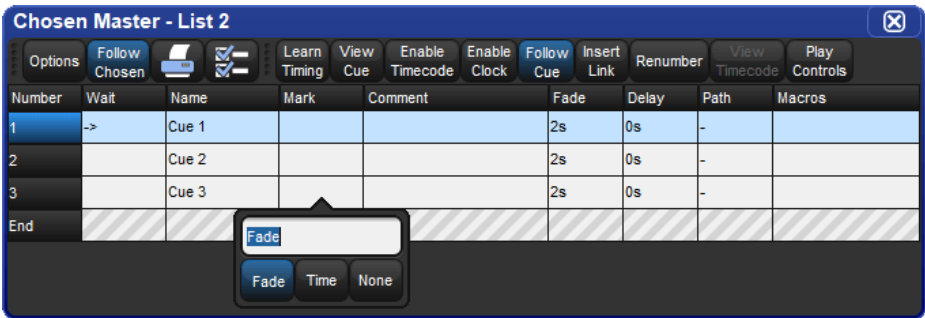 Chosen Master - List 2
Options Follow Chosen Learn Timing View Cue Enable Timecode Enable Clock Follow Cue Insert Link Renumber View Timecode Play Controls
Number Wait Name Mark Comment Fade Delay Path Macros
1 -> Cue 1 2s 0s -
2 Cue 2 2s 0s -
3 Cue 3 2s 0s -
End
Fade
Fade Time None